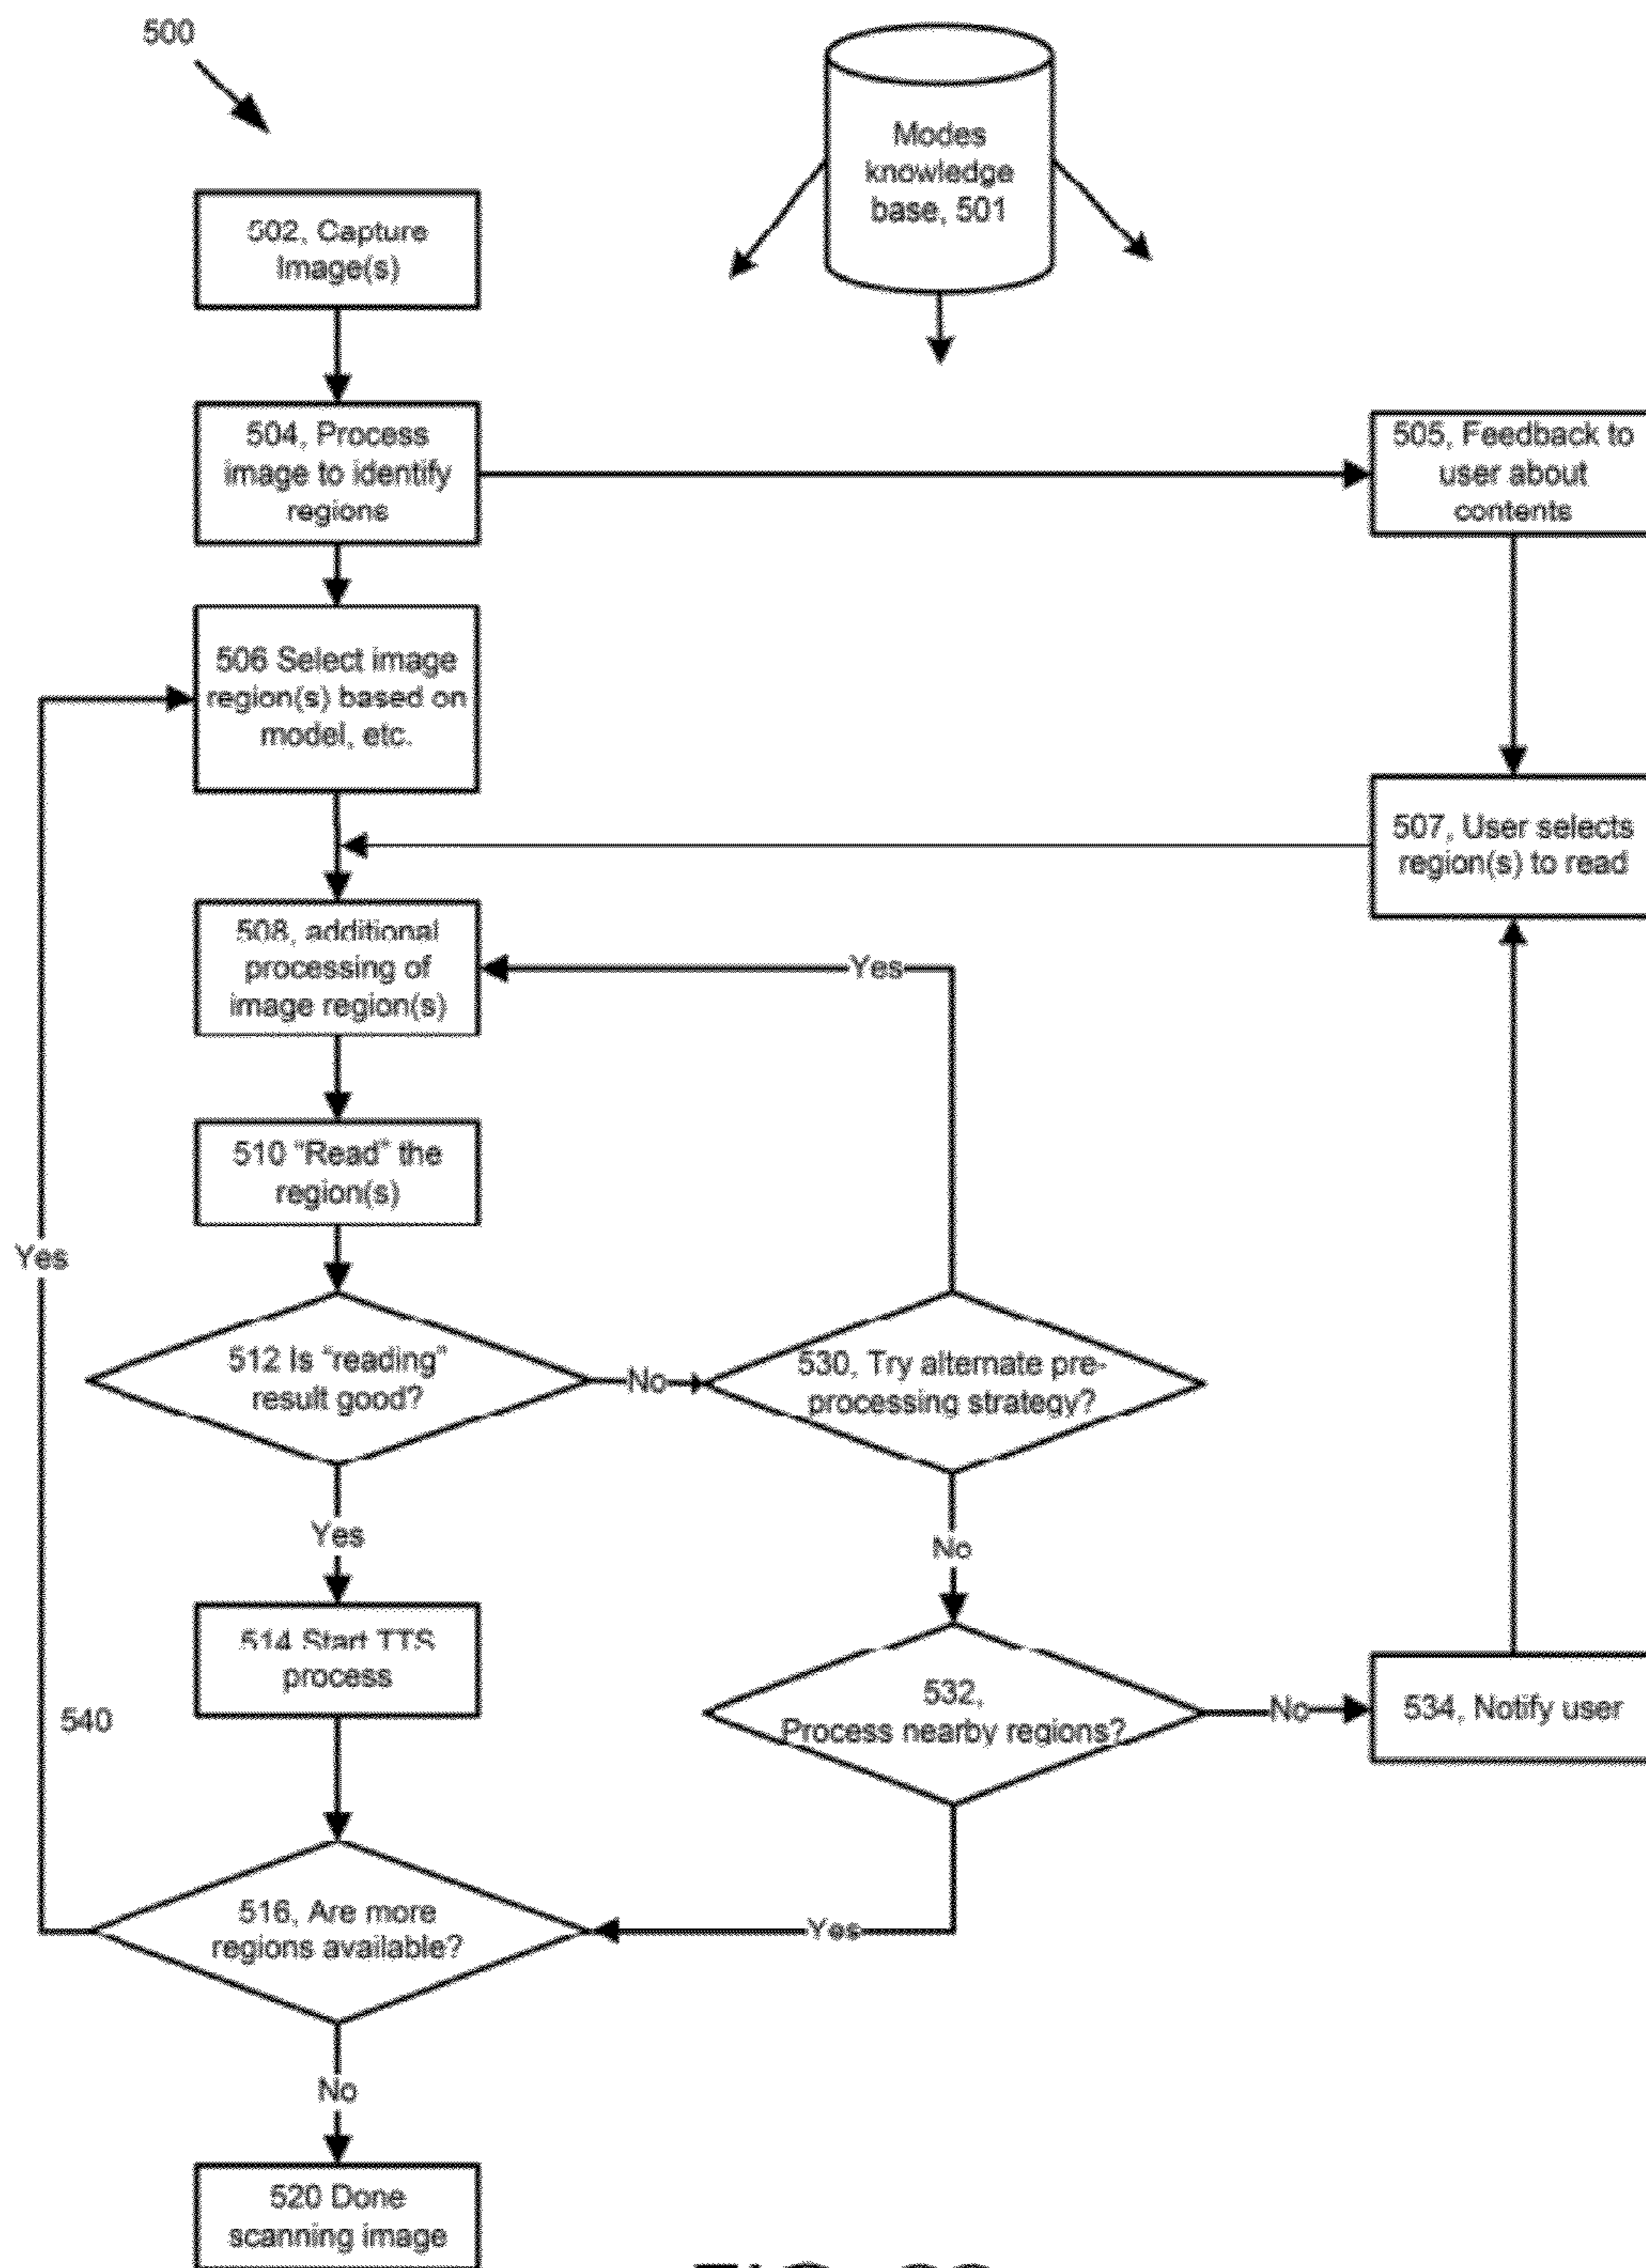 500
Modes
knowledge
base, 501
502, Capture
Image(s)
504, Process
image to identify
regions
505, Feedback to
user about
contents
506 Select image
region(s) based on
model, etc.
507, User selects
region(s) to read
508, additional
processing of
image region(s)
Yes
510 "Read" the
region(s)
Yes
512 Is "reading"
result good?
No
530, Try alternate pre-
processing strategy?
Yes
No
514 Start TTS
process
532,
Process nearby regions?
No
534, Notify user
540
516, Are more
regions available?
Yes
No
520 Done
scanning image